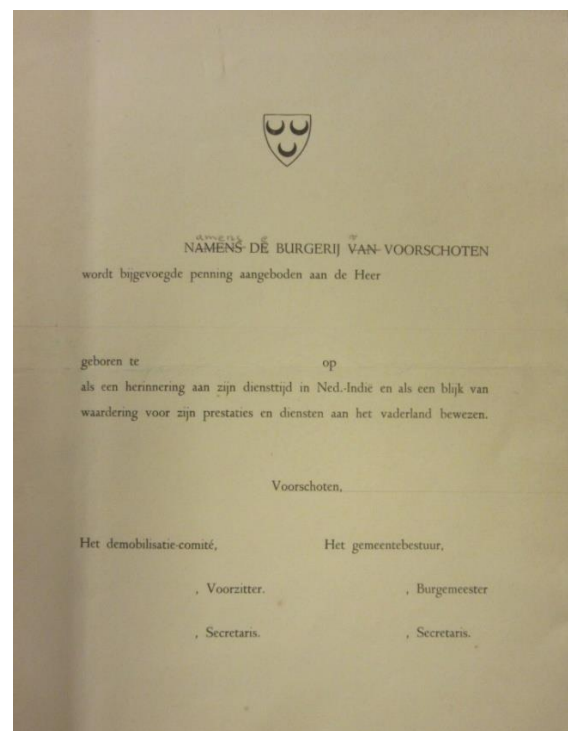 amens e v
NAMENS DE BURGERIJ VAN VOORSCHOTEN
wordt bijgevoegde penning aangeboden aan de Heer
geboren te op
als een herinnering aan zijn diensttijd in Ned.-Indië en als een blijk van
waardering voor zijn prestaties en diensten aan het vaderland bewezen.
Voorschoten,
Het demobilisatie-comité, Het gemeentebestuur,
, Voorzitter. , Burgemeester
, Secretaris. , Secretaris.